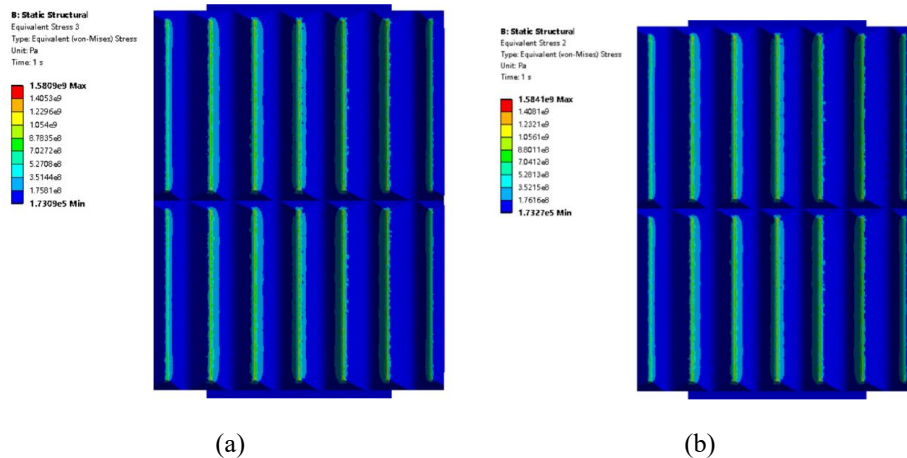 B: Static Structural
Equivalent Stress 3
Type: Equivalent (von-Mises) Stress
Unit: Pa
Time: 1 s
1.5809e9 Max
1.4053e9
1.2296e9
1.054e9
8.7835e8
7.0272e8
5.2708e8
3.5144e8
1.7581e8
1.7309e5 Min
(a)
B: Static Structural
Equivalent Stress 2
Type: Equivalent (von-Mises) Stress
Unit: Pa
Time: 1 s
1.5841e9 Max
1.4081e9
1.2321e9
1.0561e9
8.8011e8
7.0412e8
5.2813e8
3.5215e8
1.7616e8
1.7327e5 Min
(b)